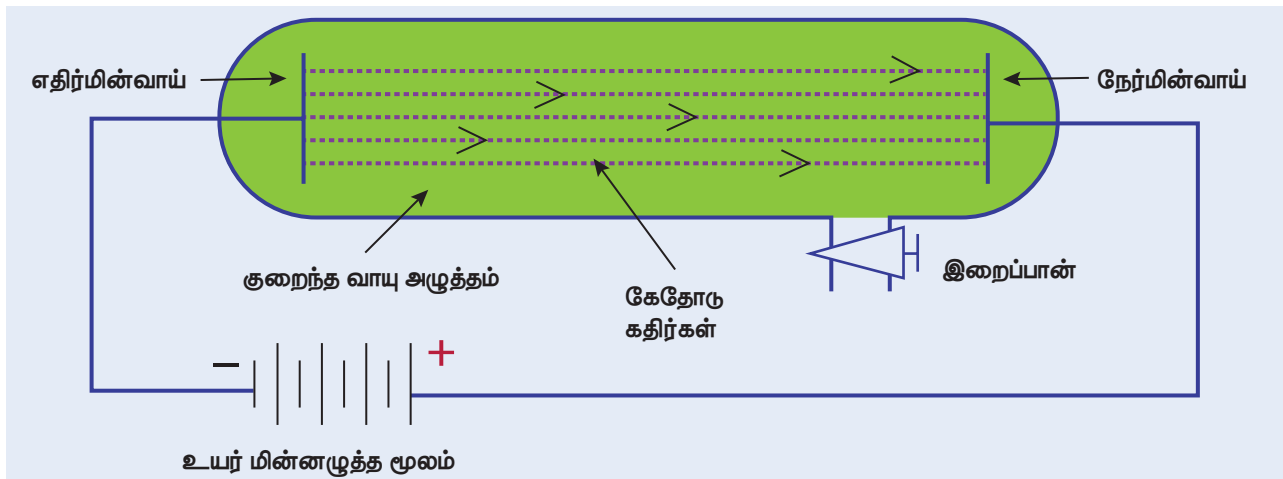 எதிர்மின்வாய்
நேர்மின்வாய்
குறைந்த வாயு அழுத்தம்
கேதோடு
கதிர்கள்
இறைப்பான்
−
+
உயர் மின்னழுத்த மூலம்